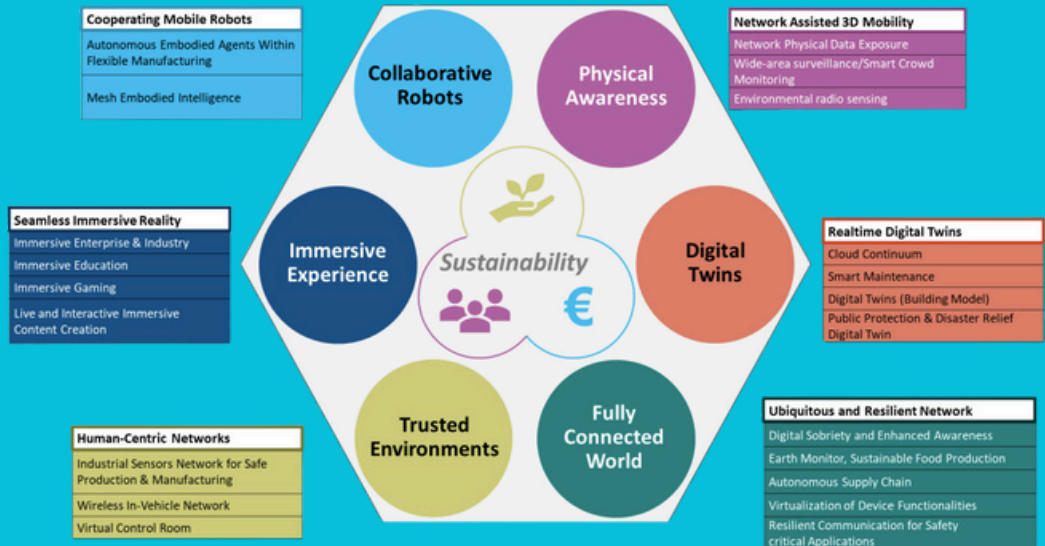 Cooperating Mobile Robots
Autonomous Embodied Agents Within
Flexible Manufacturing
Mesh Embodied Intelligence
Collaborative
Robots
Physical
Awareness
Network Assisted 3D Mobility
Network Physical Data Exposure
Wide-area surveillance/Smart Crowd
Monitoring
Environmental radio sensing
Seamless Immersive Reality
Immersive Enterprise & Industry
Immersive Education
Immersive Gaming
Live and Interactive Immersive
Content Creation
Immersive
Experience
Sustainability
€
Digital
Twins
Realtime Digital Twins
Cloud Continuum
Smart Maintenance
Digital Twins (Building Model)
Public Protection & Disaster Relief
Digital Twin
Human-Centric Networks
Industrial Sensors Network for Safe
Production & Manufacturing
Wireless In-Vehicle Network
Virtual Control Room
Trusted
Environments
Fully
Connected
World
Ubiquitous and Resilient Network
Digital Sobriety and Enhanced Awareness
Earth Monitor, Sustainable Food Production
Autonomous Supply Chain
Virtualization of Device Functionalities
Resilient Communication for Safety
critical Applications